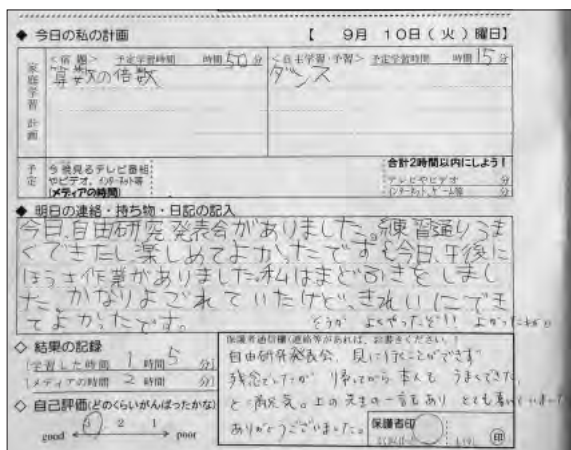 ◆ 今日の私の計画 【 9月 10日(火)曜日】
家庭学習計画
<宿題> 予定学習時間 時間 50 分
算数の倍数
<自主学習・予習> 予定学習時間 時間 15 分
ダンス
予定
今晩見るテレビ番組
やビデオ、インターネット等
(メディアの時間)
合計2時間以内にしよう!
テレビやビデオ 分
インターネット、ゲーム等 分
◆ 明日の連絡・持ち物・日記の記入
今日、自由研究発表会がありました。練習通りうま
くできたし楽しめてよかったです。今日、午後に
ほうし作業がありました。私はまどふきをしまし
た。かなりよごれていたけど、きれいにでき
てよかったです。
よくやったぞ!!
◇ 結果の記録
[学習した時間 1 時間 5 分]
[メディアの時間 2 時間 分]
◇ 自己評価(どのくらいがんばったかな)
3 2 1
good poor
保護者通信欄(連絡等があれば、お書きください。)
自由研究発表会、見に行くことができず
残念でしたが 帰ってから 本人も うまくできた。
と 満足気。上の先生の一言もあり とても
ありがとうございました。
保護者印
印